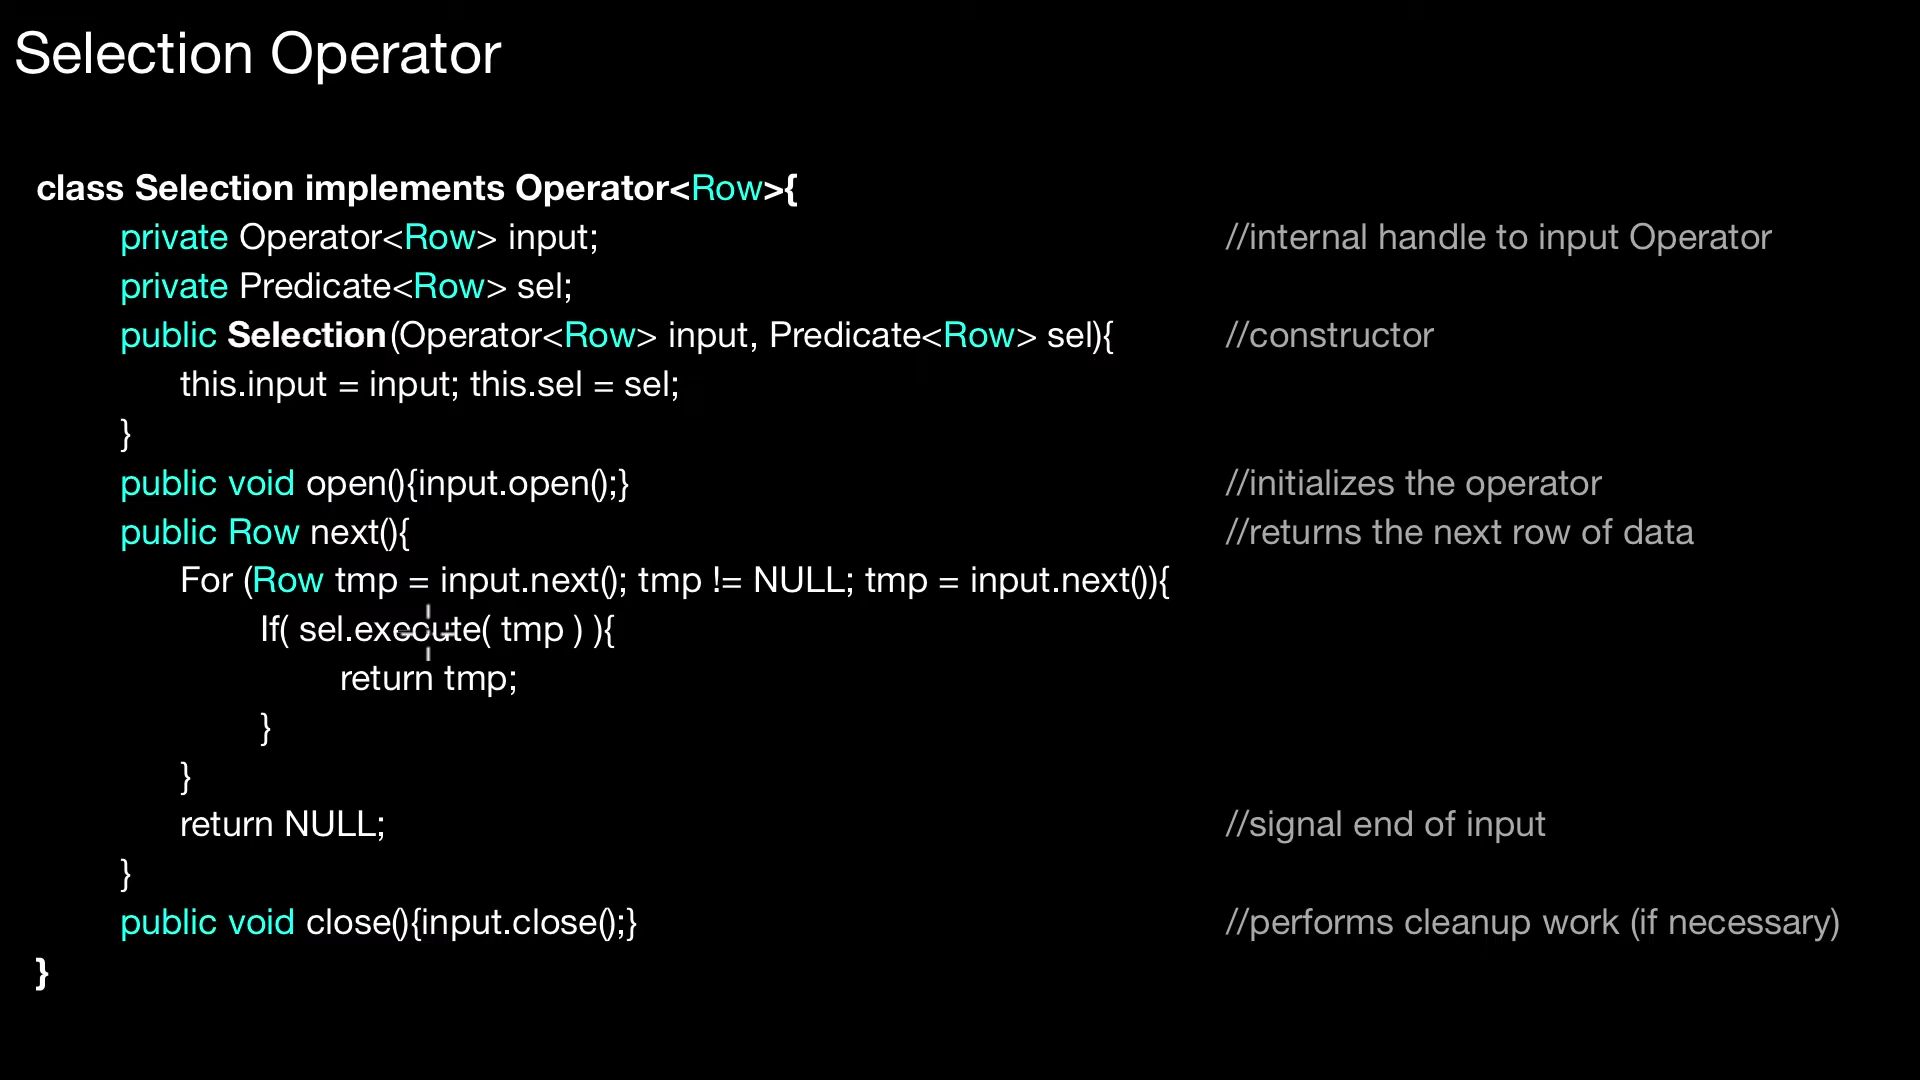 Selection Operator
class Selection implements Operator<Row>{
private Operator<Row> input; //internal handle to input Operator
private Predicate<Row> sel;
public Selection(Operator<Row> input, Predicate<Row> sel){ //constructor
this.input = input; this.sel = sel;
}
public void open(){input.open();} //initializes the operator
public Row next(){ //returns the next row of data
For (Row tmp = input.next(); tmp != NULL; tmp = input.next()){
If( sel.execute( tmp ) ){
return tmp;
}
}
return NULL; //signal end of input
}
public void close(){input.close();} //performs cleanup work (if necessary)
}